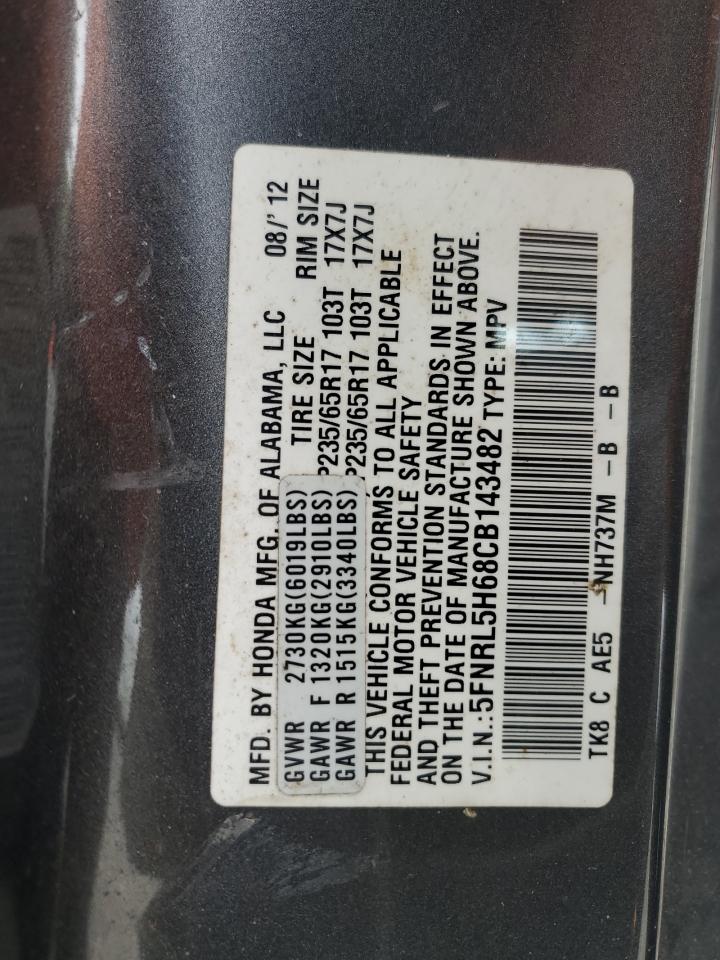 MFD. BY HONDA MFG. OF ALABAMA, LLC 08/' 12
GVWR 2730KG(6019LBS) TIRE SIZE RIM SIZE
GAWR F 1320KG(2910LBS) P235/65R17 103T 17X7J
GAWR R 1515KG(3340LBS) P235/65R17 103T 17X7J
THIS VEHICLE CONFORMS TO ALL APPLICABLE
FEDERAL MOTOR VEHICLE SAFETY
AND THEFT PREVENTION STANDARDS IN EFFECT
ON THE DATE OF MANUFACTURE SHOWN ABOVE.
V.I.N.:5FNRL5H68CB143482 TYPE: MPV
TK8 C AE5 -NH737M -B -B